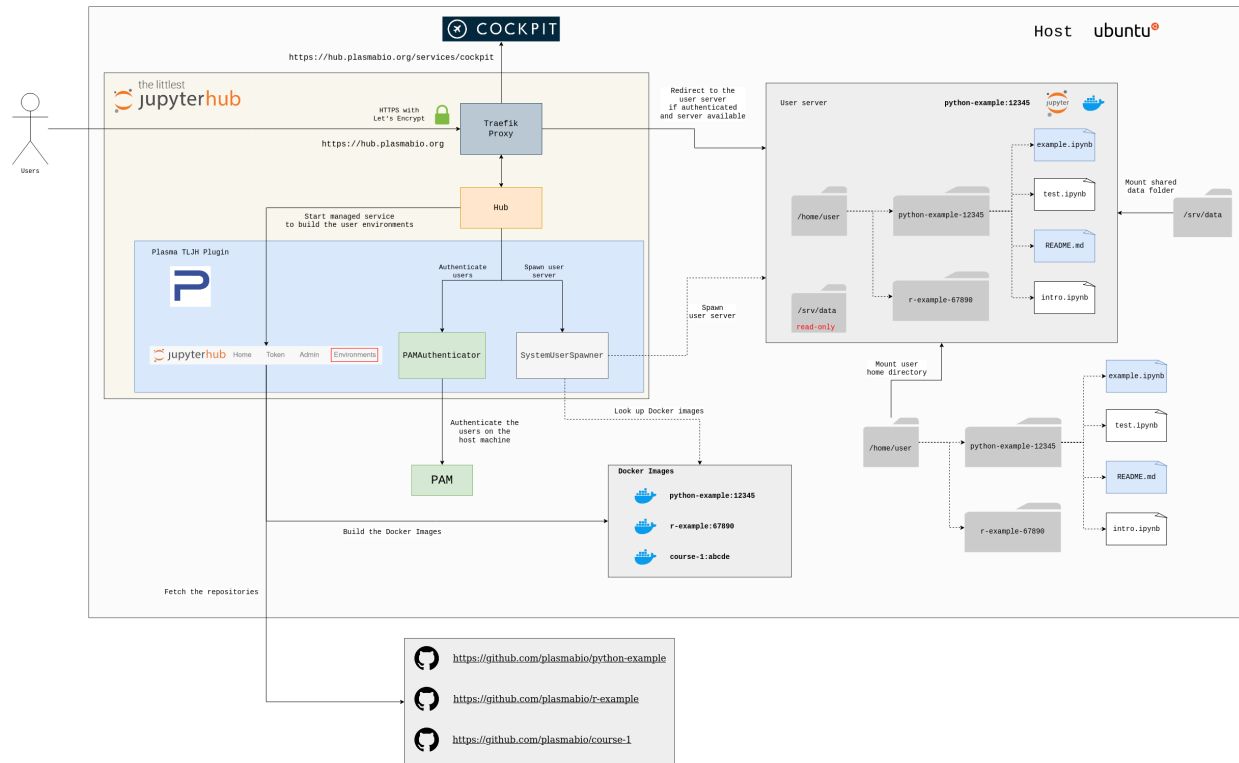 COCKPIT
Host ubuntu
https://hub.plasmabio.org/services/cockpit
the littlest
jupyterhub
HTTPS with
Let's Encrypt
Traefik
Proxy
https://hub.plasmabio.org
Users
Redirect to the
user server
if authenticated
and server available
User server
python-example:12345
jupyter
example.ipynb
test.ipynb
README.md
intro.ipynb
/home/user
python-example-12345
r-example-67890
/srv/data
read-only
Mount shared
data folder
/srv/data
Hub
Start managed service
to build the user environments
Plasma TLJH Plugin
P
Authenticate
users
Spawn user
server
jupyterhub Home Token Admin Environments
PAMAuthenticator
SystemUserSpawner
Spawn
user server
Mount user
home directory
Look up Docker images
Authenticate the
users on the
host machine
PAM
Docker Images
python-example:12345
r-example:67890
course-1:abcde
Build the Docker Images
/home/user
python-example-12345
r-example-67890
example.ipynb
test.ipynb
README.md
intro.ipynb
Fetch the repositories
https://github.com/plasmabio/python-example
https://github.com/plasmabio/r-example
https://github.com/plasmabio/course-1